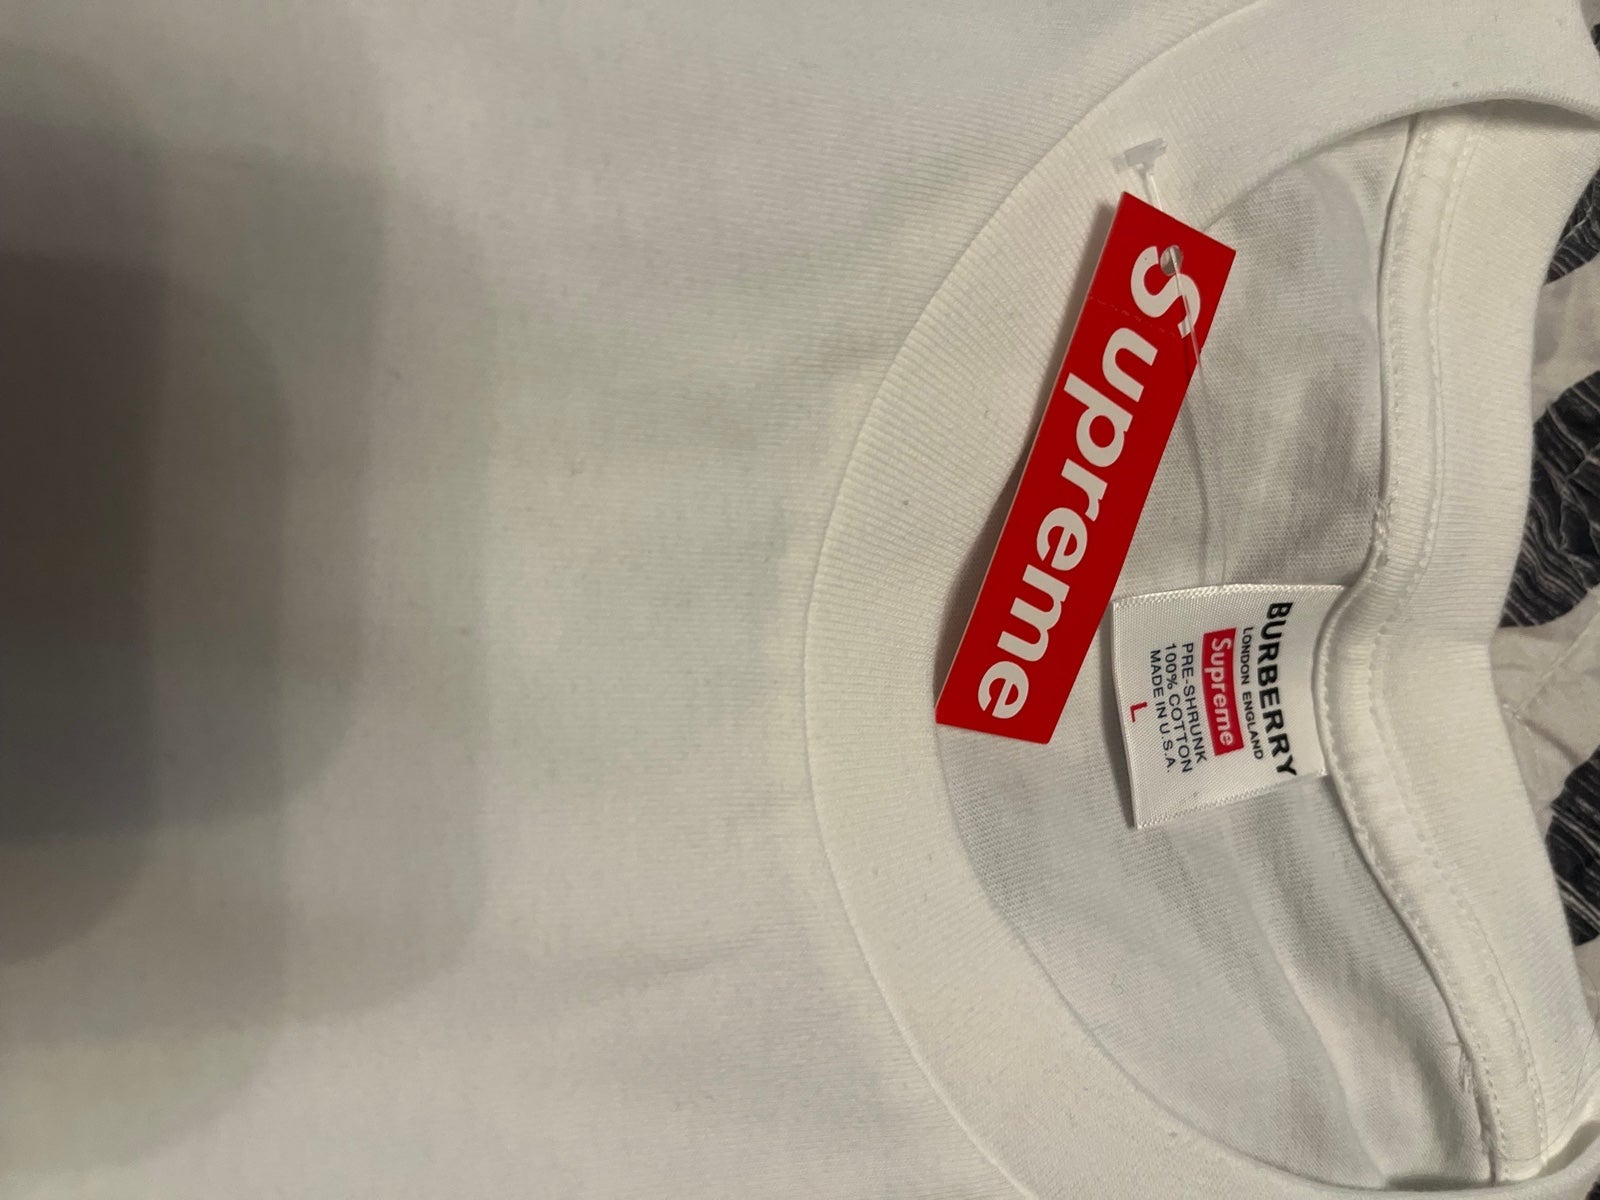 Supreme
BURBERRY
LONDON ENGLAND
Supreme
PRE-SHRUNK
100% COTTON
MADE IN U.S.A.
L